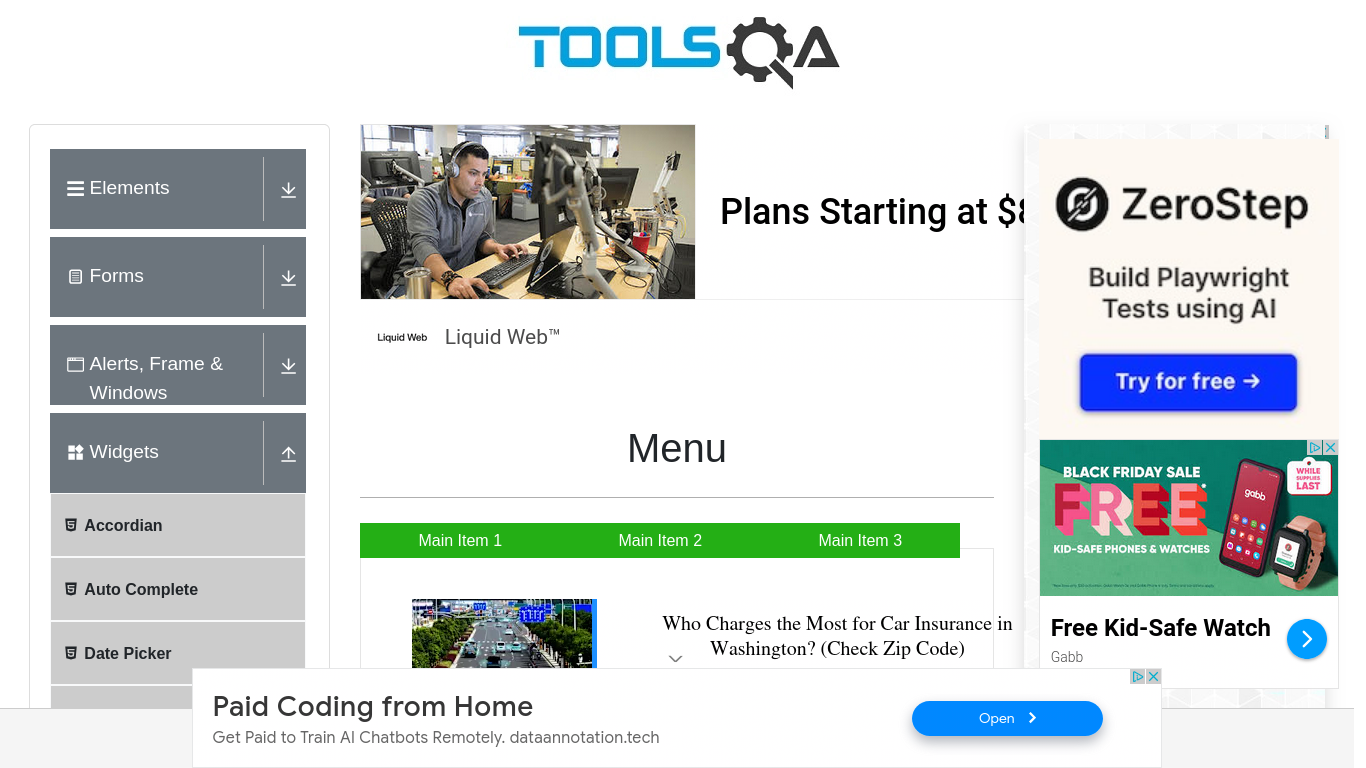 TOOLSQA
Elements
Forms
Alerts, Frame &
Windows
Widgets
Accordian
Auto Complete
Date Picker
Plans Starting at $8
Liquid Web
Liquid Web™
Menu
Main Item 1
Main Item 2
Main Item 3
Who Charges the Most for Car Insurance in
Washington? (Check Zip Code)
ZeroStep
Build Playwright
Tests using AI
Try for free →
BLACK FRIDAY SALE
FREE*
KID-SAFE PHONES & WATCHES
gabb
WHILE
SUPPLIES
LAST
Free Kid-Safe Watch
Gabb
Paid Coding from Home
Get Paid to Train AI Chatbots Remotely. dataannotation.tech
Open